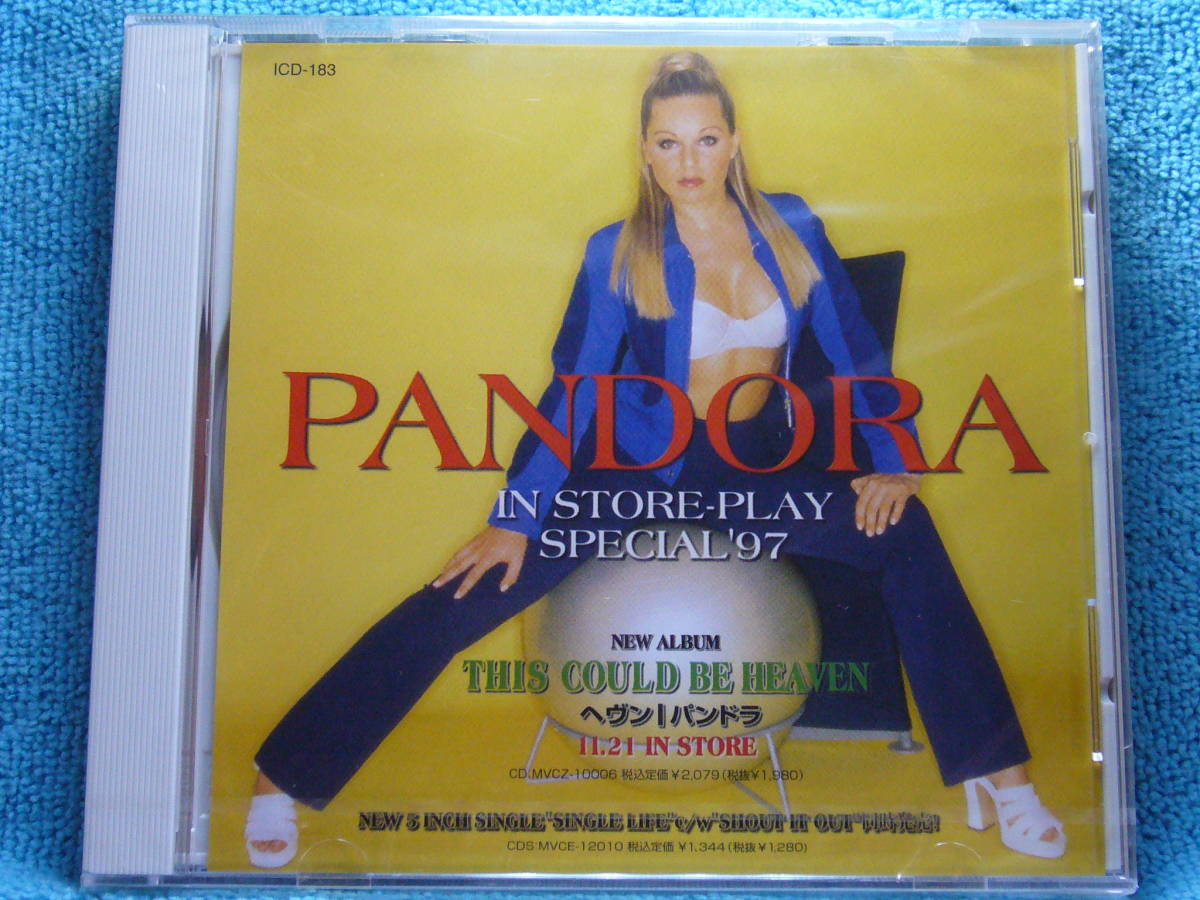 ICD-183
PANDORA
IN STORE-PLAY
SPECIAL'97
NEW ALBUM
THIS COULD BE HEAVEN
ヘヴン|パンドラ
11.21 IN STORE
CD:MVCZ-10006 税込定価￥2,079(税抜￥1,980)
NEW 5 INCH SINGLE"SINGLE LIFE"c/w"SHOUT IT OUT"同時発売!
CDS MVCE-12010 税込定価￥1,344(税抜￥1,280)